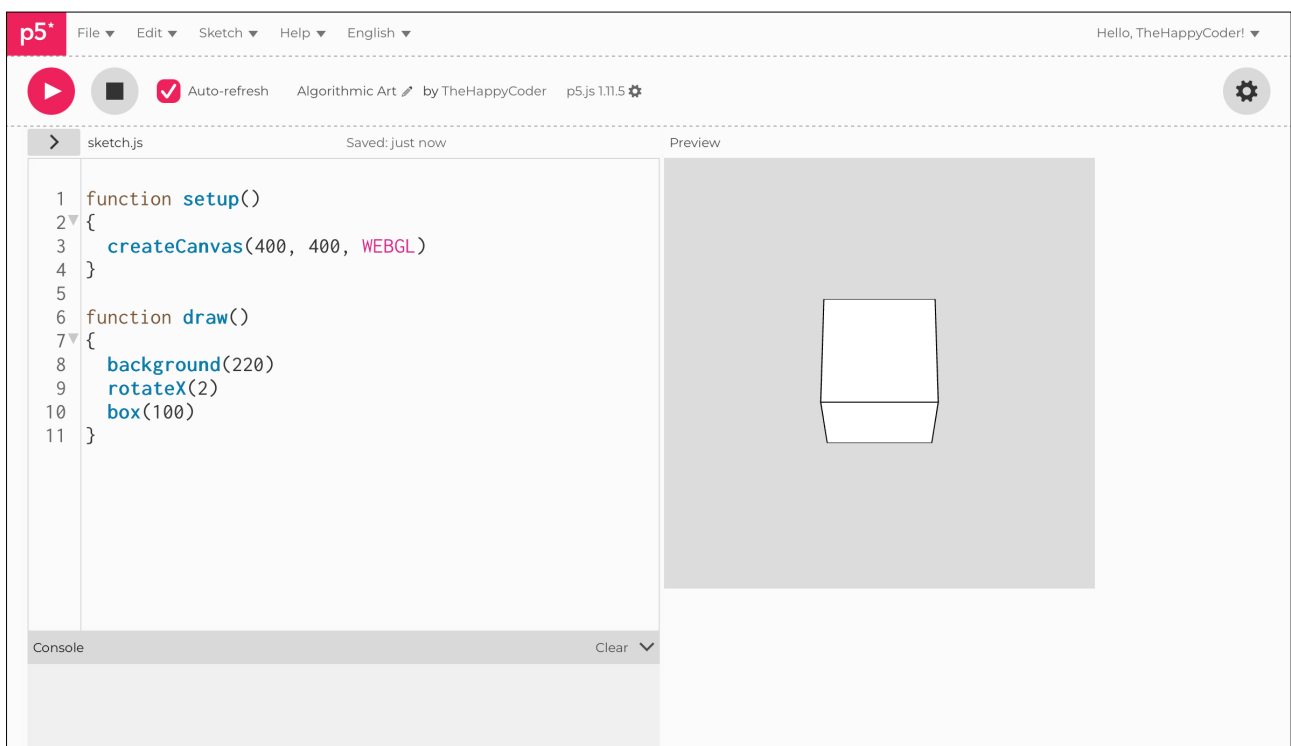 p5* File Edit Sketch Help English Hello, TheHappyCoder!
Auto-refresh Algorithmic Art by TheHappyCoder p5.js 1.11.5
sketch.js Saved: just now Preview
1 function setup()
2 {
3 createCanvas(400, 400, WEBGL)
4 }
5
6 function draw()
7 {
8 background(220)
9 rotateX(2)
10 box(100)
11 }
Console Clear